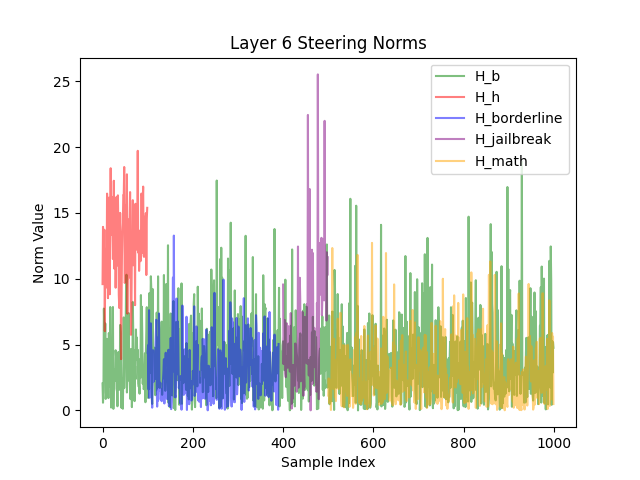 Layer 6 Steering Norms
H_b
H_h
H_borderline
H_jailbreak
H_math
Norm Value
25
20
15
10
5
0
0 200 400 600 800 1000
Sample Index